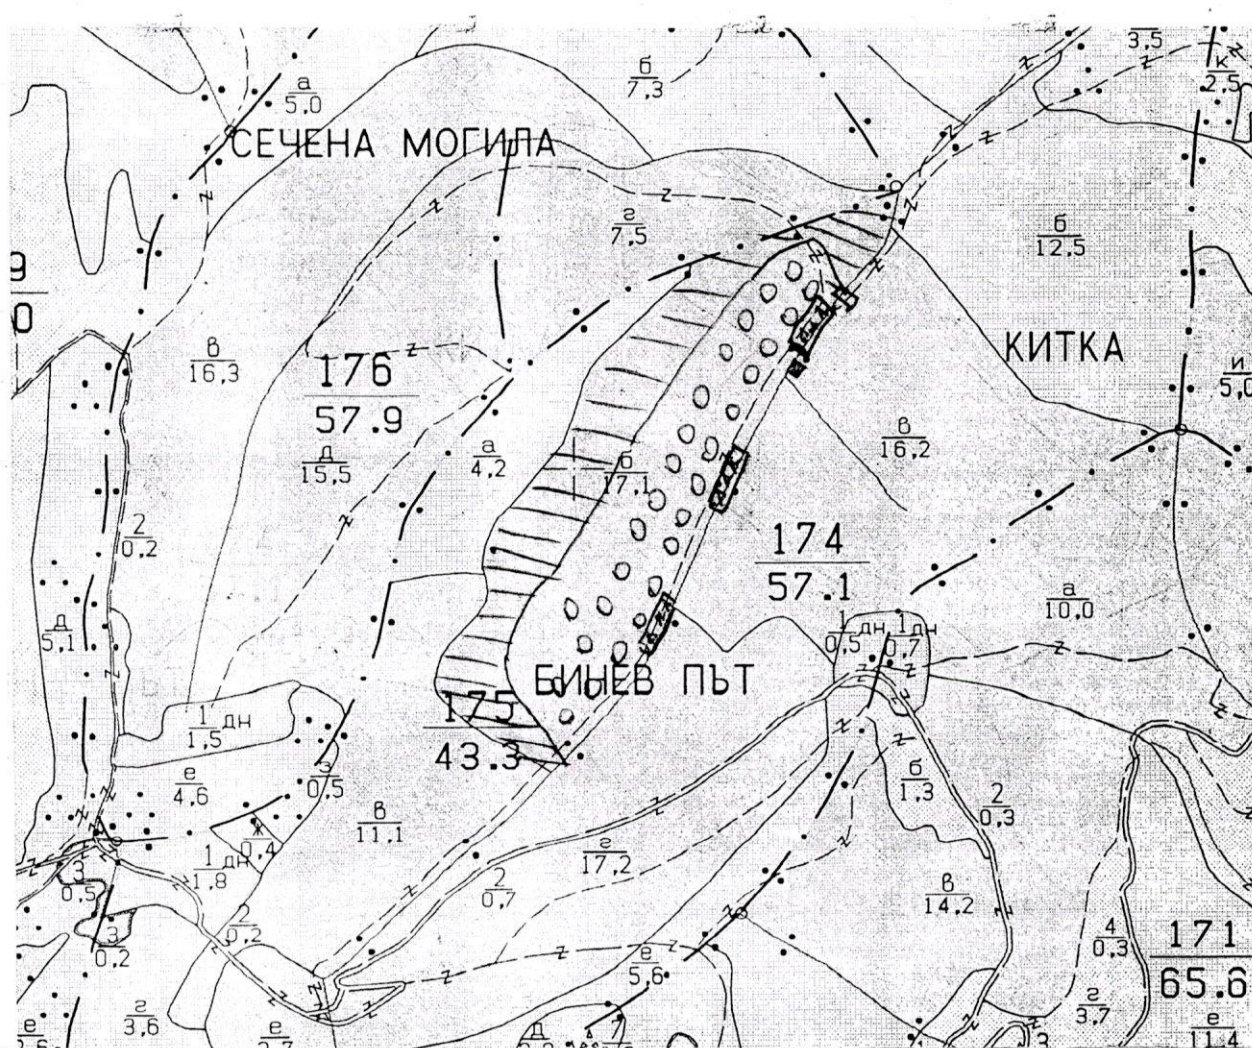 3,5
к
2,5
б
7,3
а
5,0
СЕЧЕНА МОГИЛА
г
7,5
б
12,5
9
0
КИТКА
и
5,0
в
16,3
176
57.9
а
4,2
д
15,5
б
17,1
в
16,2
2
0,2
174
57.1
а
10,0
д
5,1
1 дн
0,5
1 дн
0,7
БИНЕВ ПЪТ
175
43.3
1 дн
1,5
е
4,6
з
0,5
б
1,3
2
0,3
в
11,1
ж
0,4
г
17,2
1 дн
1,8
3
0,5
2
0,7
в
14,2
2
0,2
3
0,2
4
0,3
171
65.6
е
5,6
г
3,6
г
3,7
е
д
7
е
11,4